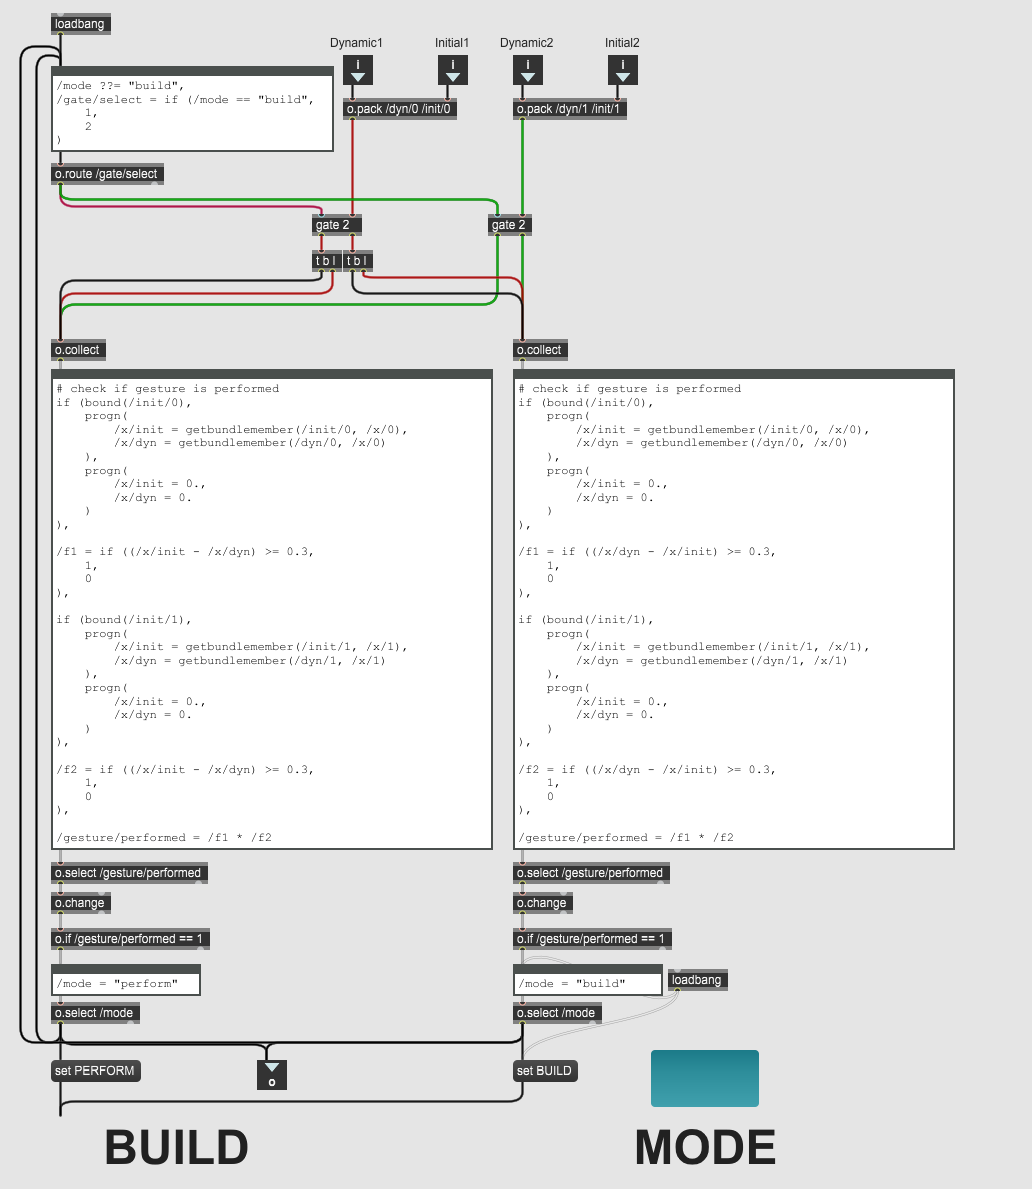 loadbang
Dynamic1
Initial1
Dynamic2
Initial2
i
i
i
i
/mode ??= "build",
/gate/select = if (/mode == "build",
    1,
    2
)
o.pack /dyn/0 /init/0
o.pack /dyn/1 /init/1
o.route /gate/select
gate 2
gate 2
t b l
t b l
o.collect
o.collect
# check if gesture is performed
if (bound(/init/0),
    progn(
        /x/init = getbundlemember(/init/0, /x/0),
        /x/dyn = getbundlemember(/dyn/0, /x/0)
    ),
    progn(
        /x/init = 0.,
        /x/dyn = 0.
    )
),
/f1 = if ((/x/init - /x/dyn) >= 0.3,
    1,
    0
),
if (bound(/init/1),
    progn(
        /x/init = getbundlemember(/init/1, /x/1),
        /x/dyn = getbundlemember(/dyn/1, /x/1)
    ),
    progn(
        /x/init = 0.,
        /x/dyn = 0.
    )
),
/f2 = if ((/x/init - /x/dyn) >= 0.3,
    1,
    0
),
/gesture/performed = /f1 * /f2
# check if gesture is performed
if (bound(/init/0),
    progn(
        /x/init = getbundlemember(/init/0, /x/0),
        /x/dyn = getbundlemember(/dyn/0, /x/0)
    ),
    progn(
        /x/init = 0.,
        /x/dyn = 0.
    )
),
/f1 = if ((/x/dyn - /x/init) >= 0.3,
    1,
    0
),
if (bound(/init/1),
    progn(
        /x/init = getbundlemember(/init/1, /x/1),
        /x/dyn = getbundlemember(/dyn/1, /x/1)
    ),
    progn(
        /x/init = 0.,
        /x/dyn = 0.
    )
),
/f2 = if ((/x/dyn - /x/init) >= 0.3,
    1,
    0
),
/gesture/performed = /f1 * /f2
o.select /gesture/performed
o.select /gesture/performed
o.change
o.change
o.if /gesture/performed == 1
o.if /gesture/performed == 1
/mode = "perform"
/mode = "build"
loadbang
o.select /mode
o.select /mode
set PERFORM
o
set BUILD
BUILD
MODE